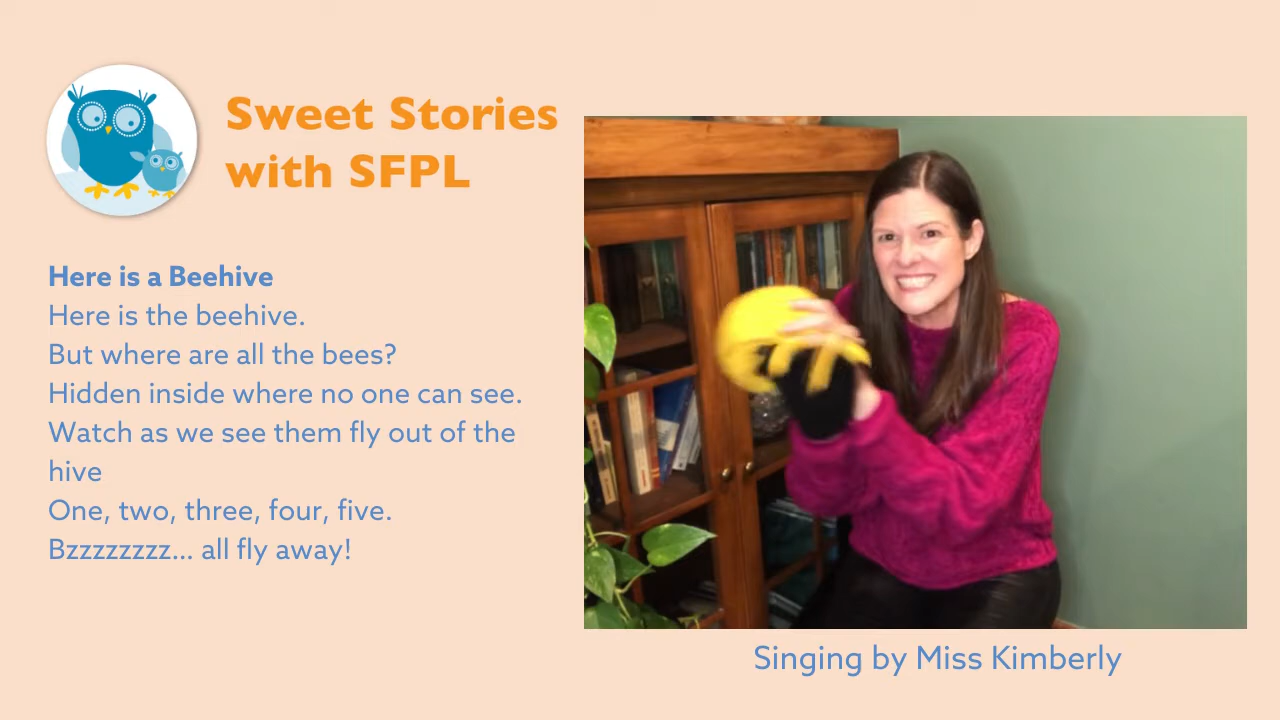 Sweet Stories
with SFPL
Here is a Beehive
Here is the beehive.
But where are all the bees?
Hidden inside where no one can see.
Watch as we see them fly out of the
hive
One, two, three, four, five.
Bzzzzzzzz... all fly away!
Singing by Miss Kimberly